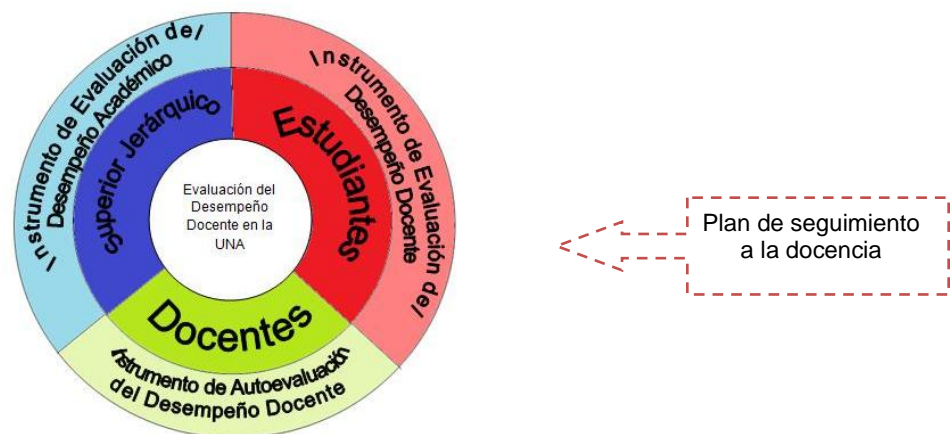 Instrumento de Evaluación del
Desempeño Académico
Superior Jerárquico
Instrumento de Evaluación del
Desempeño Docente
Estudiantes
Evaluación del
Desempeño
Docente en la
UNA
Docentes
Instrumento de Autoevaluación
del Desempeño Docente
Plan de seguimiento
a la docencia